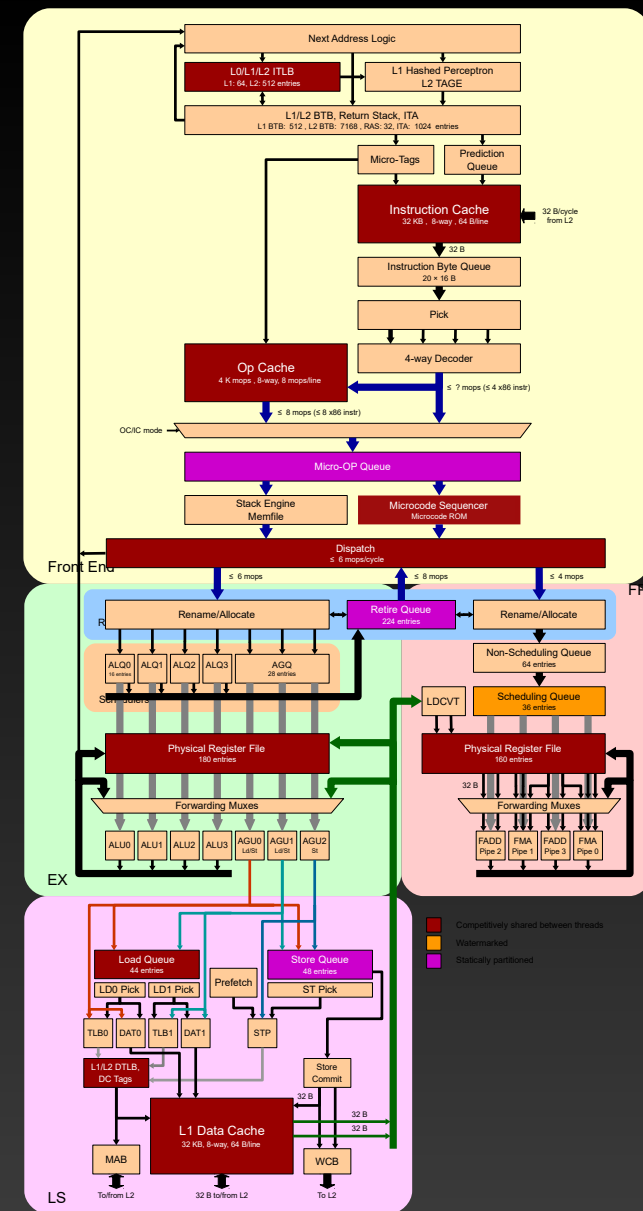 Next Address Logic
L0/L1/L2 ITLB
L1: 64, L2: 512 entries
L1 Hashed Perceptron
L2 TAGE
L1/L2 BTB, Return Stack, ITA
L1 BTB: 512 , L2 BTB: 7168 , RAS: 32, ITA: 1024 entries
Micro-Tags
Prediction
Queue
Instruction Cache
32 KB , 8-way , 64 B/line
32 B/cycle
from L2
32 B
Instruction Byte Queue
20 × 16 B
Pick
4-way Decoder
Op Cache
4 K mops , 8-way, 8 mops/line
≤ ? mops (≤ 4 x86 instr)
≤ 8 mops (≤ 8 x86 instr)
OC/IC mode
Micro-OP Queue
Stack Engine
Memfile
Microcode Sequencer
Microcode ROM
Dispatch
≤ 6 mops/cycle
Front End
≤ 6 mops
≤ 8 mops
≤ 4 mops
Rename/Allocate
Retire Queue
224 entries
Rename/Allocate
ALQ0
16 entries
ALQ1
ALQ2
ALQ3
AGQ
28 entries
Schedulers
Non-Scheduling Queue
64 entries
LDCVT
Scheduling Queue
36 entries
Physical Register File
180 entries
Physical Register File
160 entries
32 B
Forwarding Muxes
Forwarding Muxes
ALU0
ALU1
ALU2
ALU3
AGU0
Ld/St
AGU1
Ld/St
AGU2
St
FADD
Pipe 2
FMA
Pipe 1
FADD
Pipe 3
FMA
Pipe 0
EX
Competitively shared between threads
Watermarked
Statically partitioned
Load Queue
44 entries
Store Queue
48 entries
LD0 Pick
LD1 Pick
Prefetch
ST Pick
TLB0
DAT0
TLB1
DAT1
STP
L1/L2 DTLB,
DC Tags
Store
Commit
32 B
L1 Data Cache
32 KB, 8-way, 64 B/line
32 B
32 B
MAB
WCB
To/from L2
32 B to/from L2
To L2
LS